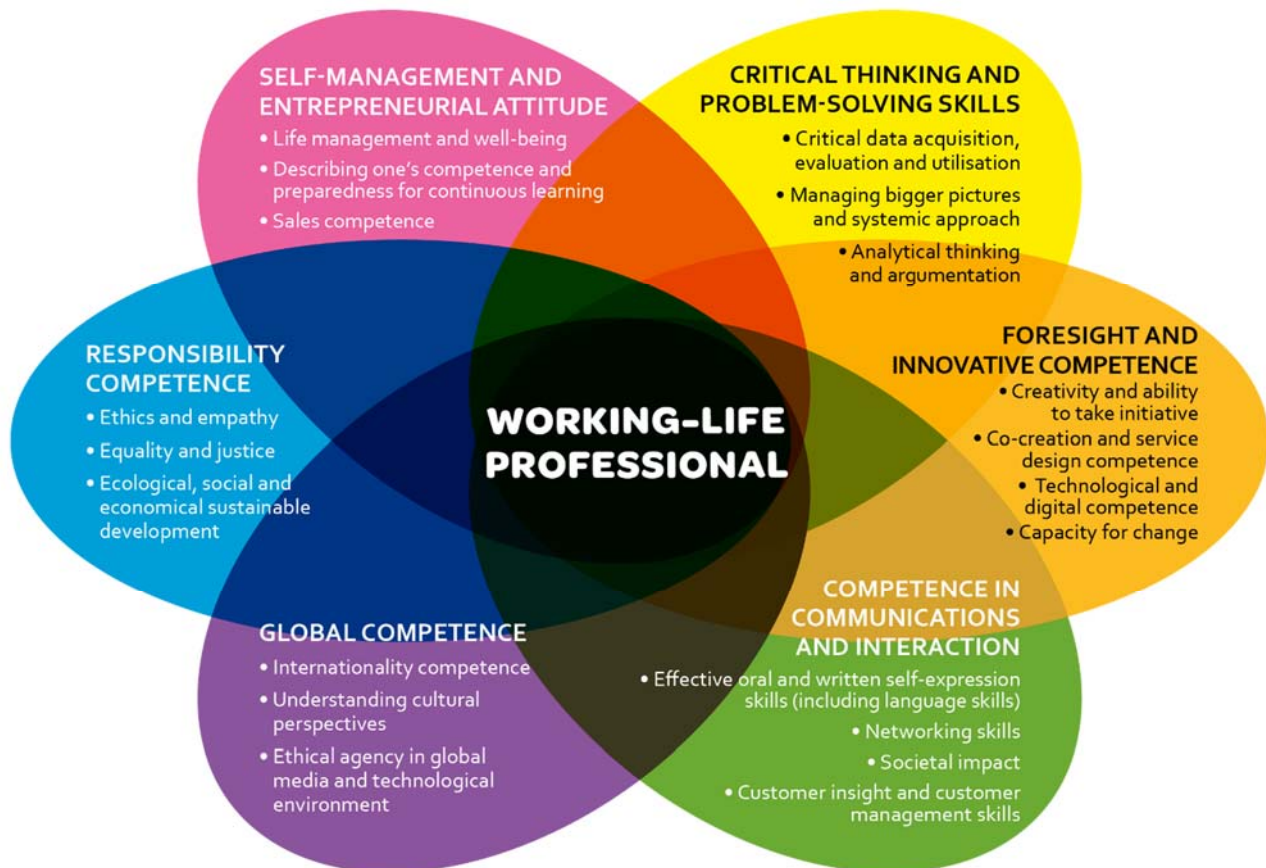 SELF-MANAGEMENT AND
ENTREPRENEURIAL ATTITUDE
• Life management and well-being
• Describing one's competence and
preparedness for continuous learning
• Sales competence
CRITICAL THINKING AND
PROBLEM-SOLVING SKILLS
• Critical data acquisition,
evaluation and utilisation
• Managing bigger pictures
and systemic approach
• Analytical thinking
and argumentation
RESPONSIBILITY
COMPETENCE
• Ethics and empathy
• Equality and justice
• Ecological, social and
economical sustainable
development
WORKING-LIFE
PROFESSIONAL
FORESIGHT AND
INNOVATIVE COMPETENCE
• Creativity and ability
to take initiative
• Co-creation and service
design competence
• Technological and
digital competence
• Capacity for change
GLOBAL COMPETENCE
• Internationality competence
• Understanding cultural
perspectives
• Ethical agency in global
media and technological
environment
COMPETENCE IN
COMMUNICATIONS
AND INTERACTION
• Effective oral and written self-expression
skills (including language skills)
• Networking skills
• Societal impact
• Customer insight and customer
management skills